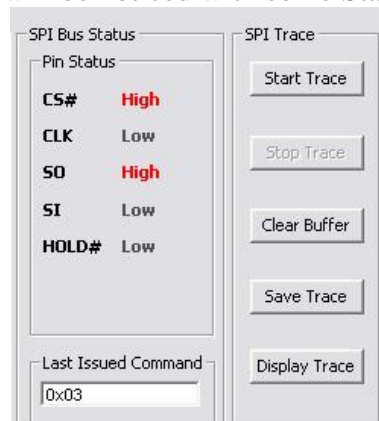 SPI Bus Status
Pin Status
CS# High
CLK Low
SO High
SI Low
HOLD# Low
Last Issued Command
0x03
SPI Trace
Start Trace
Stop Trace
Clear Buffer
Save Trace
Display Trace